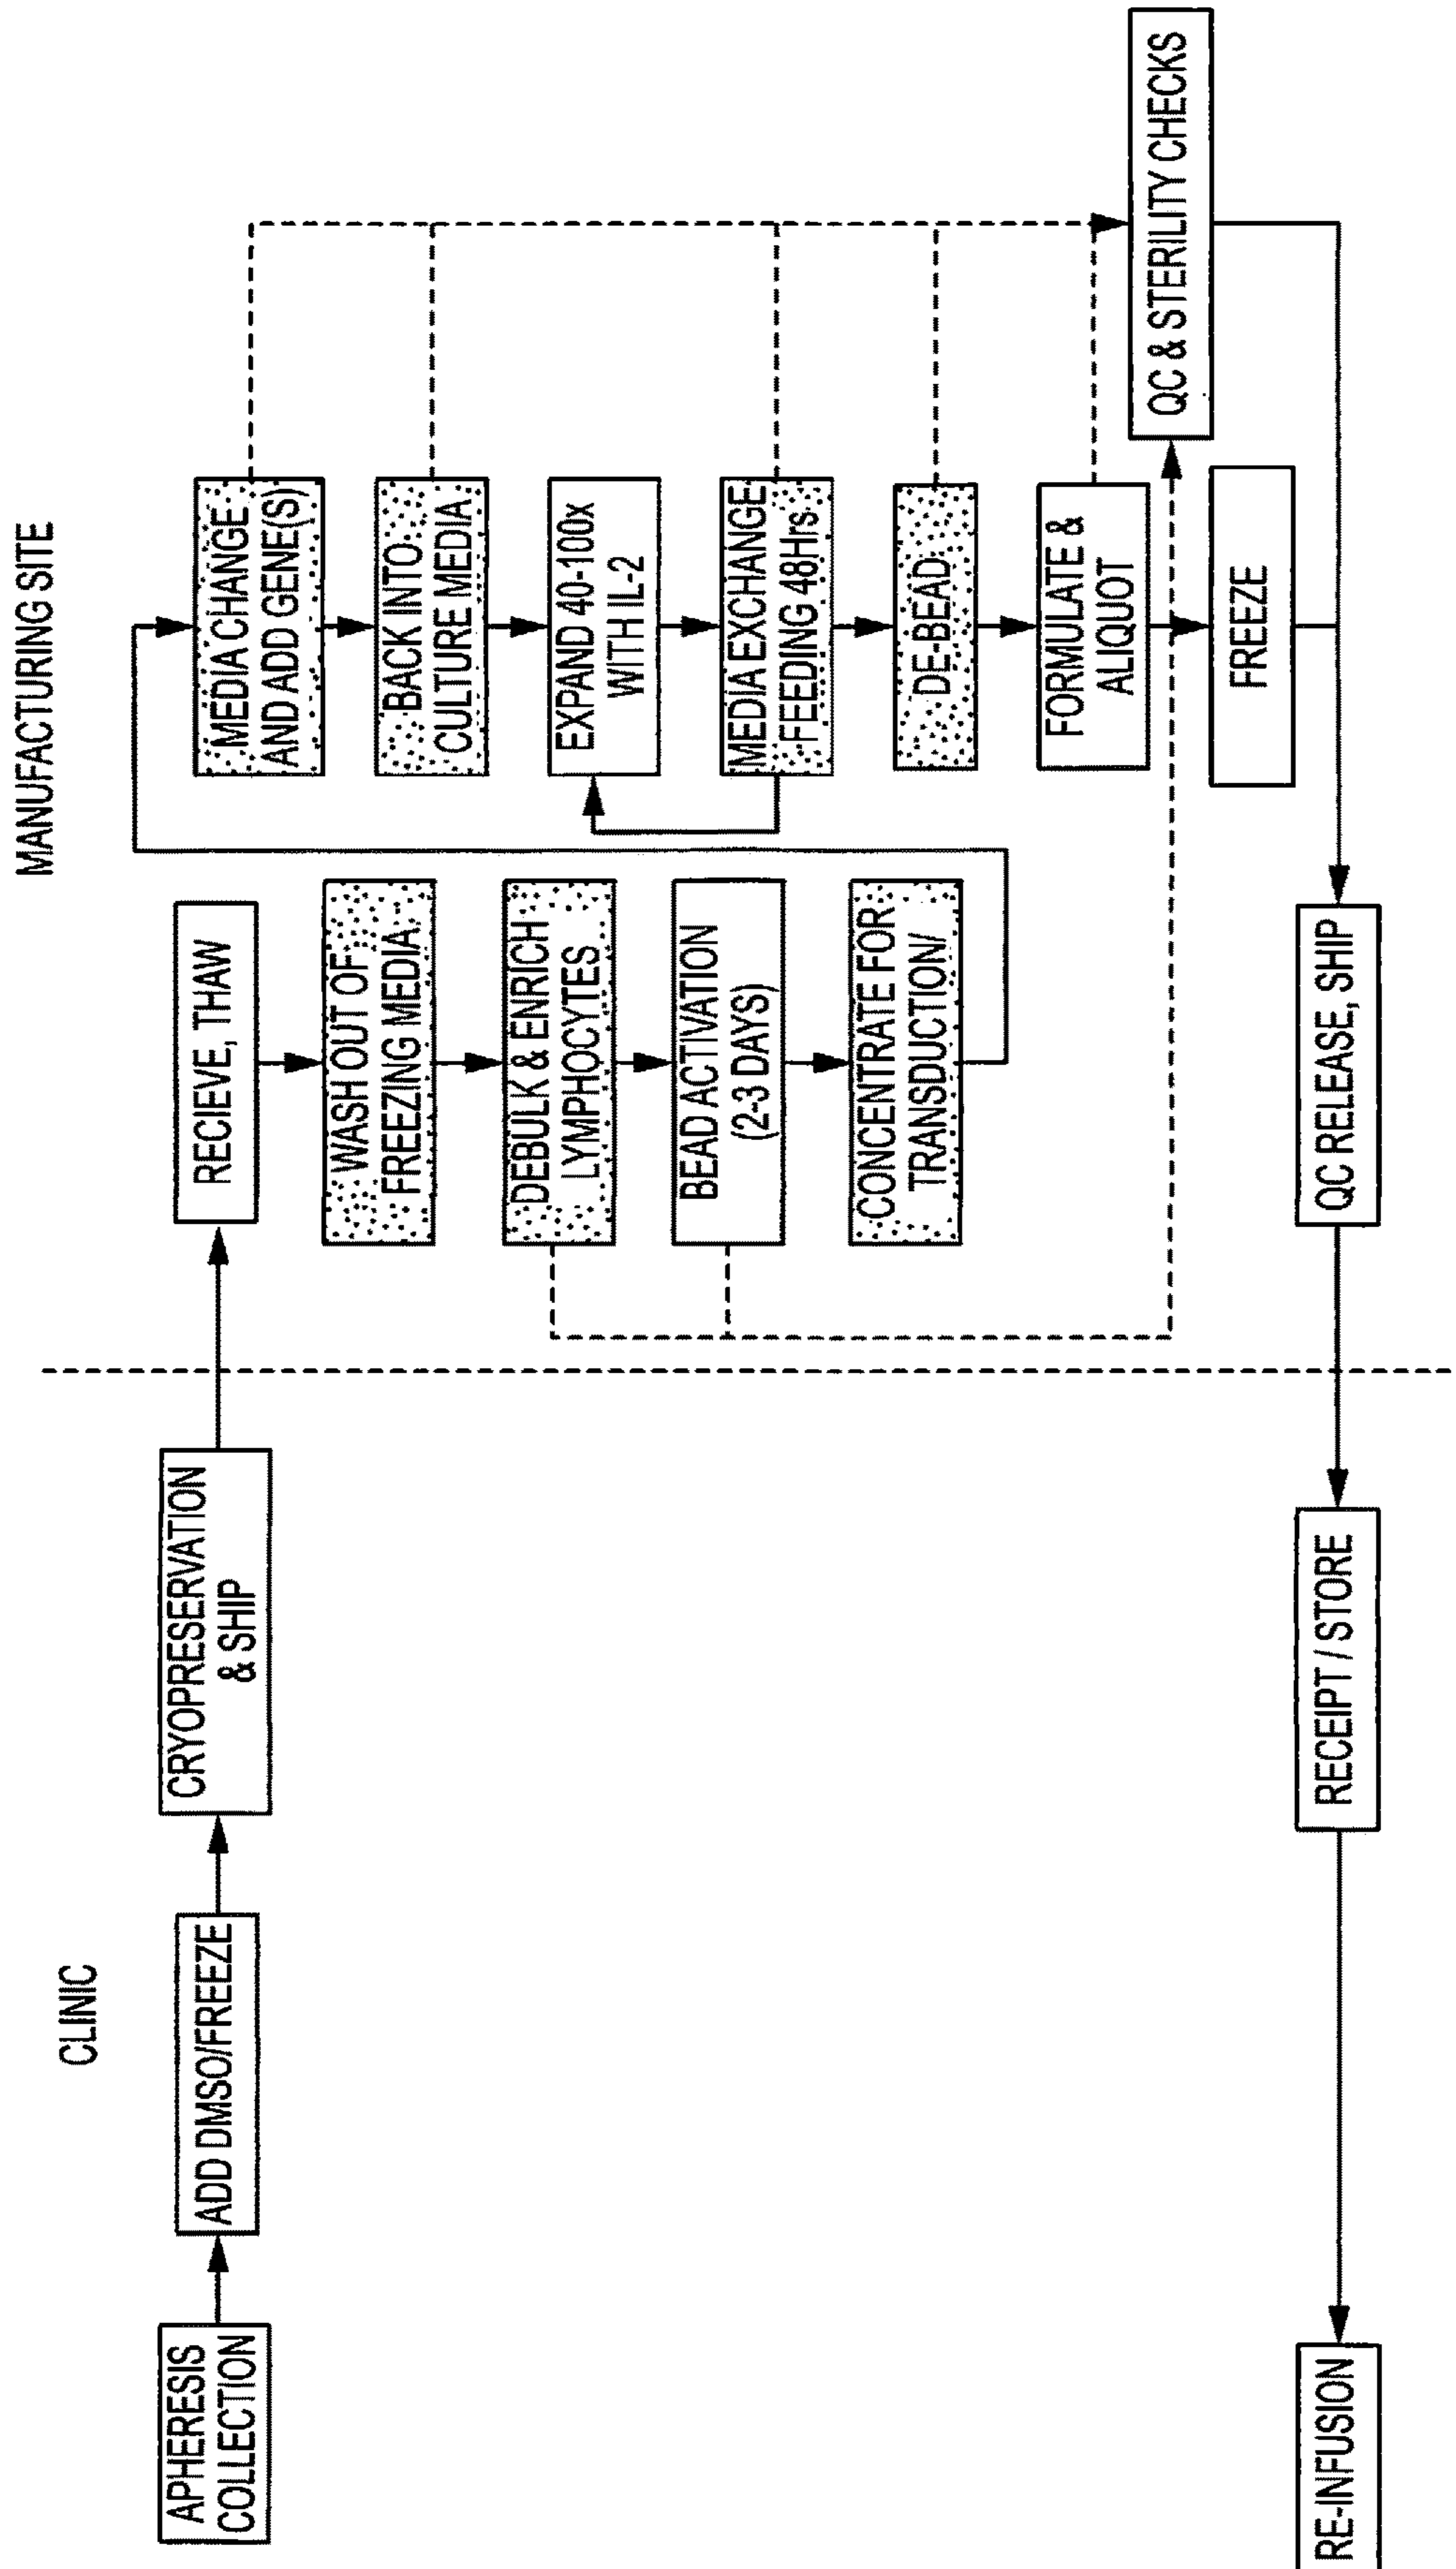 CLINIC
MANUFACTURING SITE
APHERESIS
COLLECTION
ADD DMSO/FREEZE
CRYOPRESERVATION
& SHIP
RECIEVE, THAW
WASH OUT OF
FREEZING MEDIA
DEBULK & ENRICH
LYMPHOCYTES
BEAD ACTIVATION
(2-3 DAYS)
CONCENTRATE FOR
TRANSDUCTION/
MEDIA CHANGE
AND ADD GENE(S)
BACK INTO
CULTURE MEDIA
EXPAND 40-100x
WITH IL-2
MEDIA EXCHANGE
FEEDING 48Hrs
DE-BEAD
FORMULATE &
ALIQUOT
FREEZE
QC & STERILITY CHECKS
QC RELEASE, SHIP
RECEIPT / STORE
RE-INFUSION